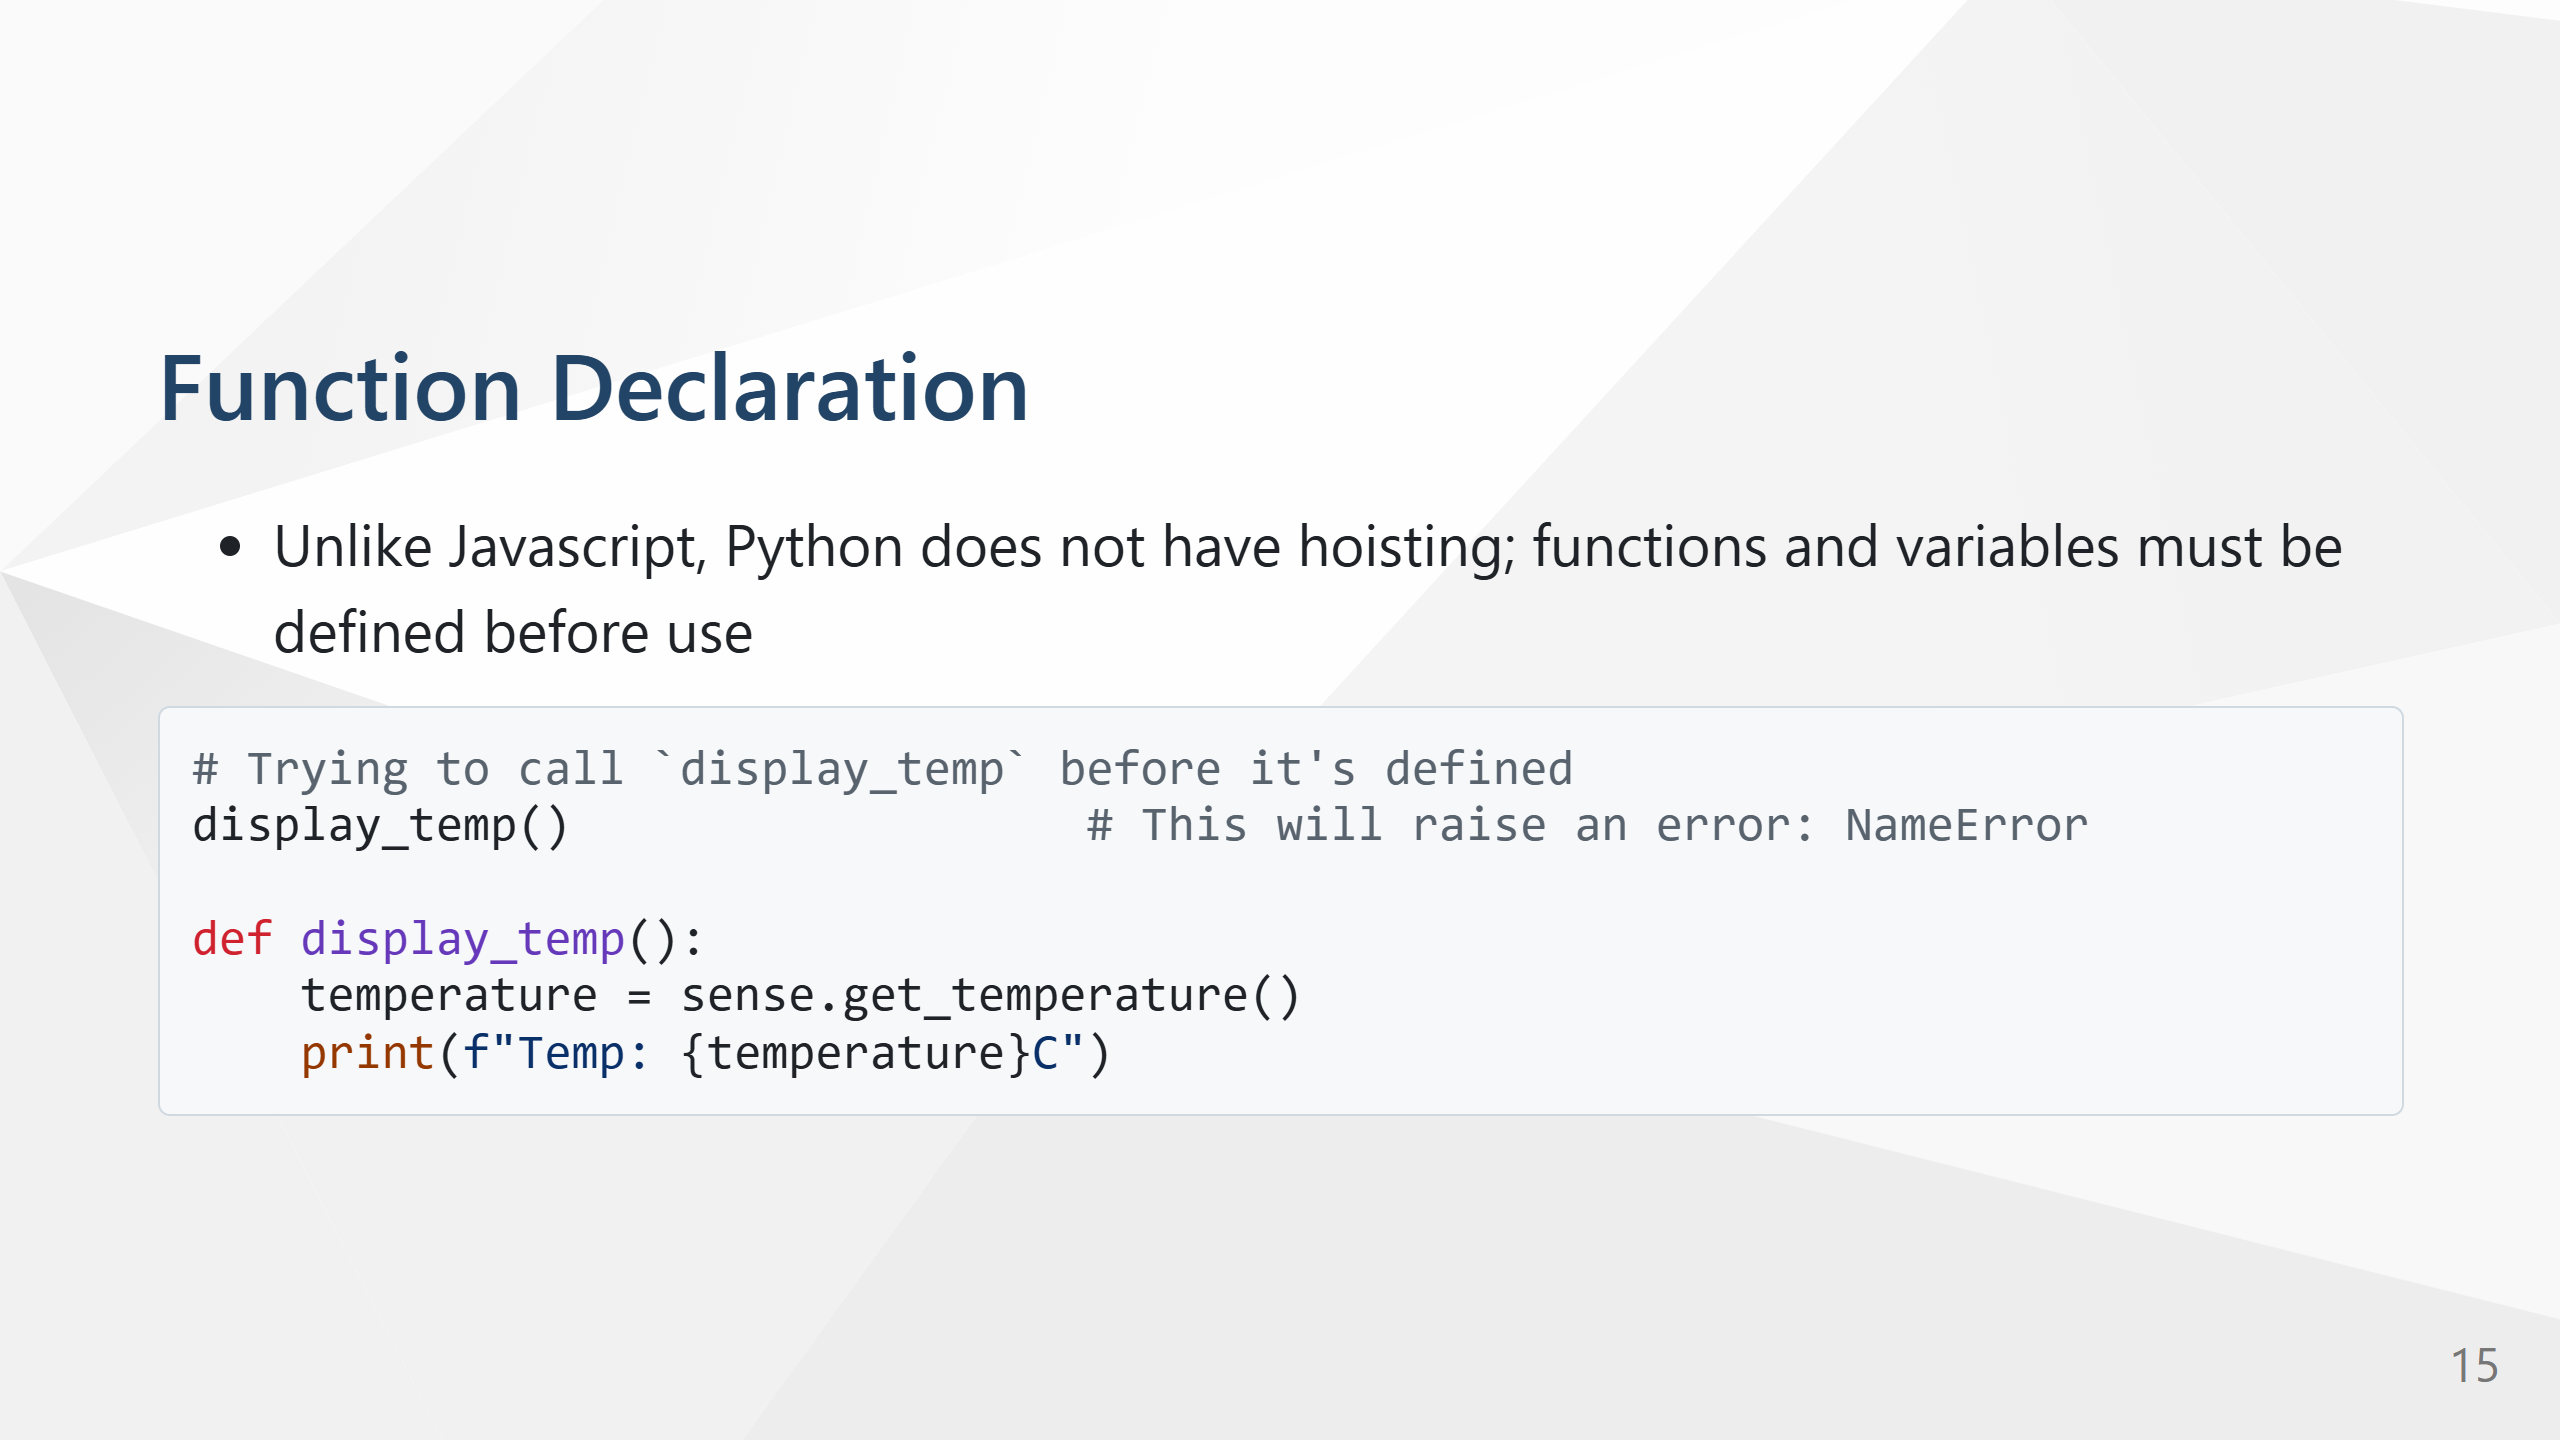 Function Declaration
• Unlike Javascript, Python does not have hoisting; functions and variables must be
defined before use
# Trying to call `display_temp` before it's defined
display_temp()                   # This will raise an error: NameError
def display_temp():
    temperature = sense.get_temperature()
    print(f"Temp: {temperature}C")
15